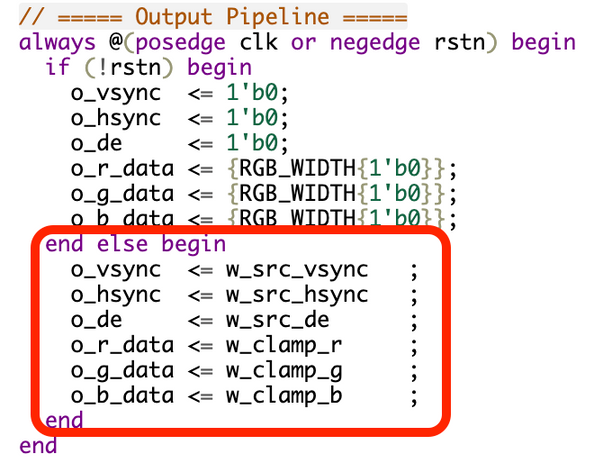 // ===== Output Pipeline =====
always @(posedge clk or negedge rstn) begin
  if (!rstn) begin
    o_vsync  <= 1'b0;
    o_hsync  <= 1'b0;
    o_de     <= 1'b0;
    o_r_data <= {RGB_WIDTH{1'b0}};
    o_g_data <= {RGB_WIDTH{1'b0}};
    o_b_data <= {RGB_WIDTH{1'b0}};
  end else begin
    o_vsync  <= w_src_vsync   ;
    o_hsync  <= w_src_hsync   ;
    o_de     <= w_src_de      ;
    o_r_data <= w_clamp_r     ;
    o_g_data <= w_clamp_g     ;
    o_b_data <= w_clamp_b     ;
  end
end